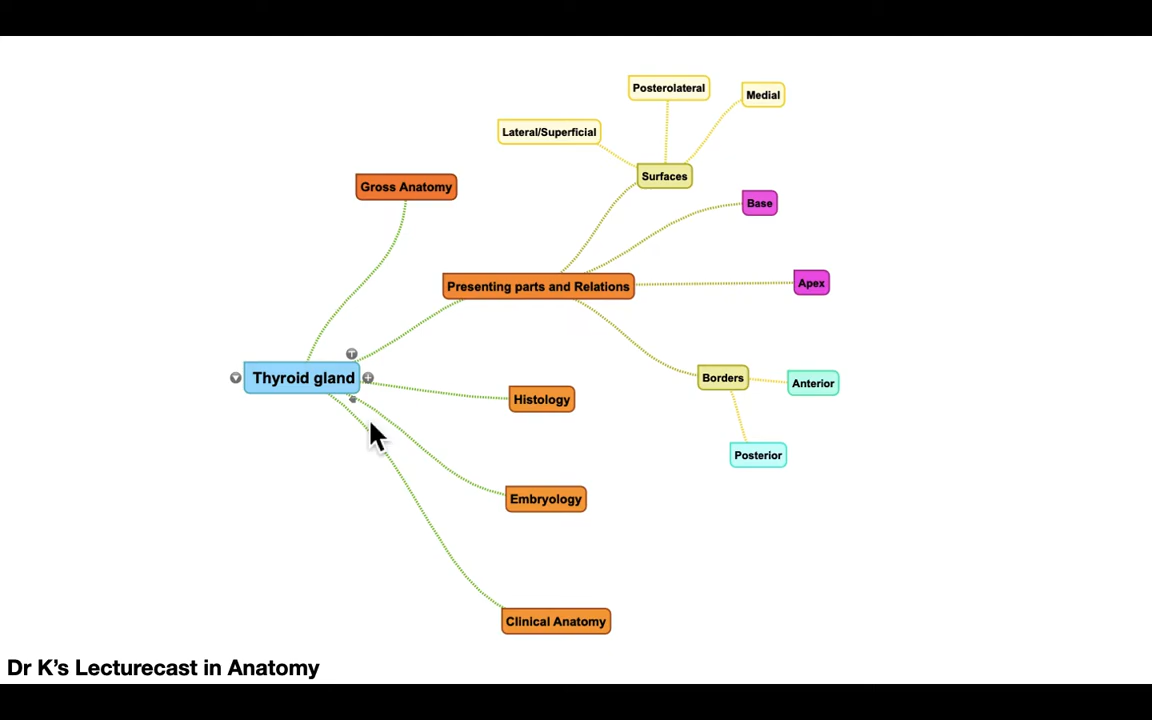 Posterolateral
Medial
Lateral/Superficial
Surfaces
Gross Anatomy
Base
Presenting parts and Relations
Apex
Thyroid gland
Borders
Anterior
Histology
Posterior
Embryology
Clinical Anatomy
Dr K’s Lecturecast in Anatomy